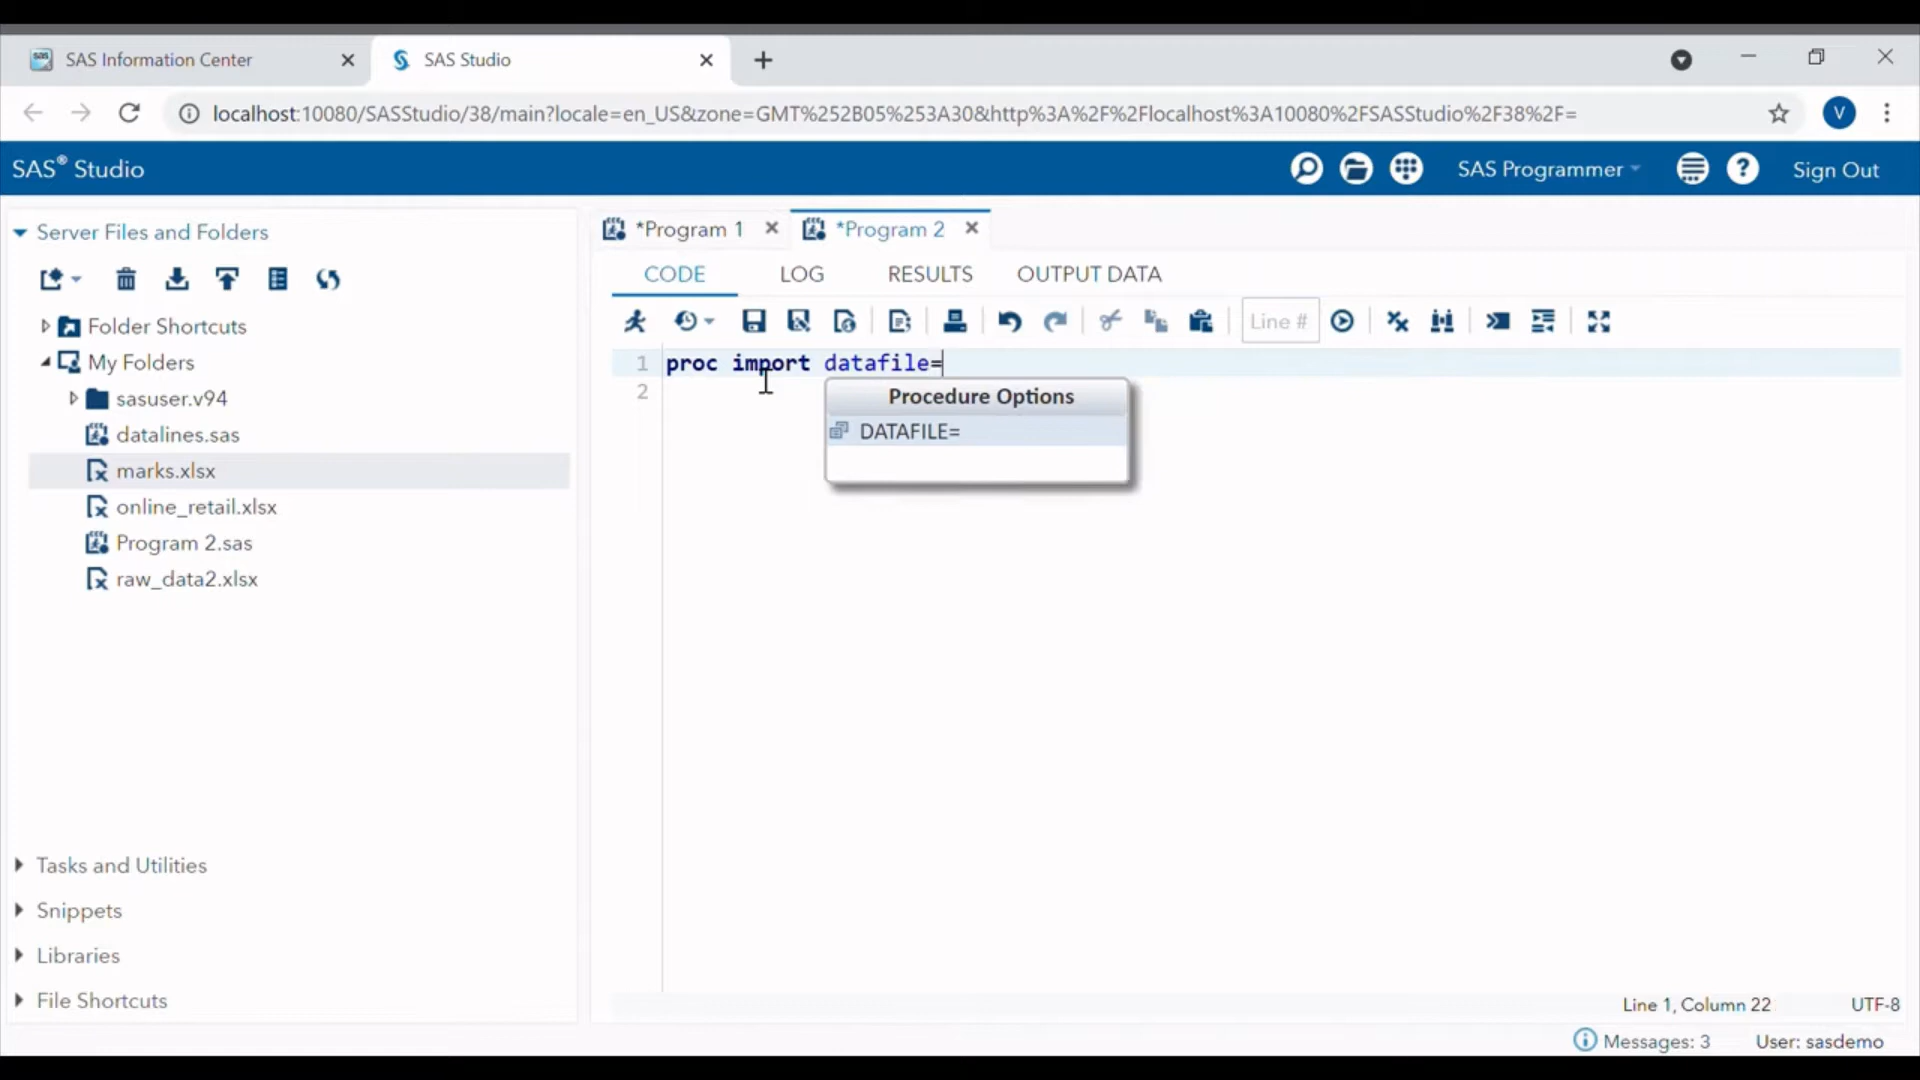 SAS Information Center
SAS Studio
localhost:10080/SASStudio/38/main?locale=en_US&zone=GMT%252B05%253A30&http%3A%2F%2Flocalhost%3A10080%2FSASStudio%2F38%2F=
V
SAS® Studio
SAS Programmer
?
Sign Out
Server Files and Folders
*Program 1
*Program 2
CODE
LOG
RESULTS
OUTPUT DATA
Line #
Folder Shortcuts
My Folders
sasuser.v94
datalines.sas
marks.xlsx
online_retail.xlsx
Program 2.sas
raw_data2.xlsx
1 proc import datafile=
2
Procedure Options
DATAFILE=
Tasks and Utilities
Snippets
Libraries
File Shortcuts
Line 1, Column 22
UTF-8
Messages: 3
User: sasdemo